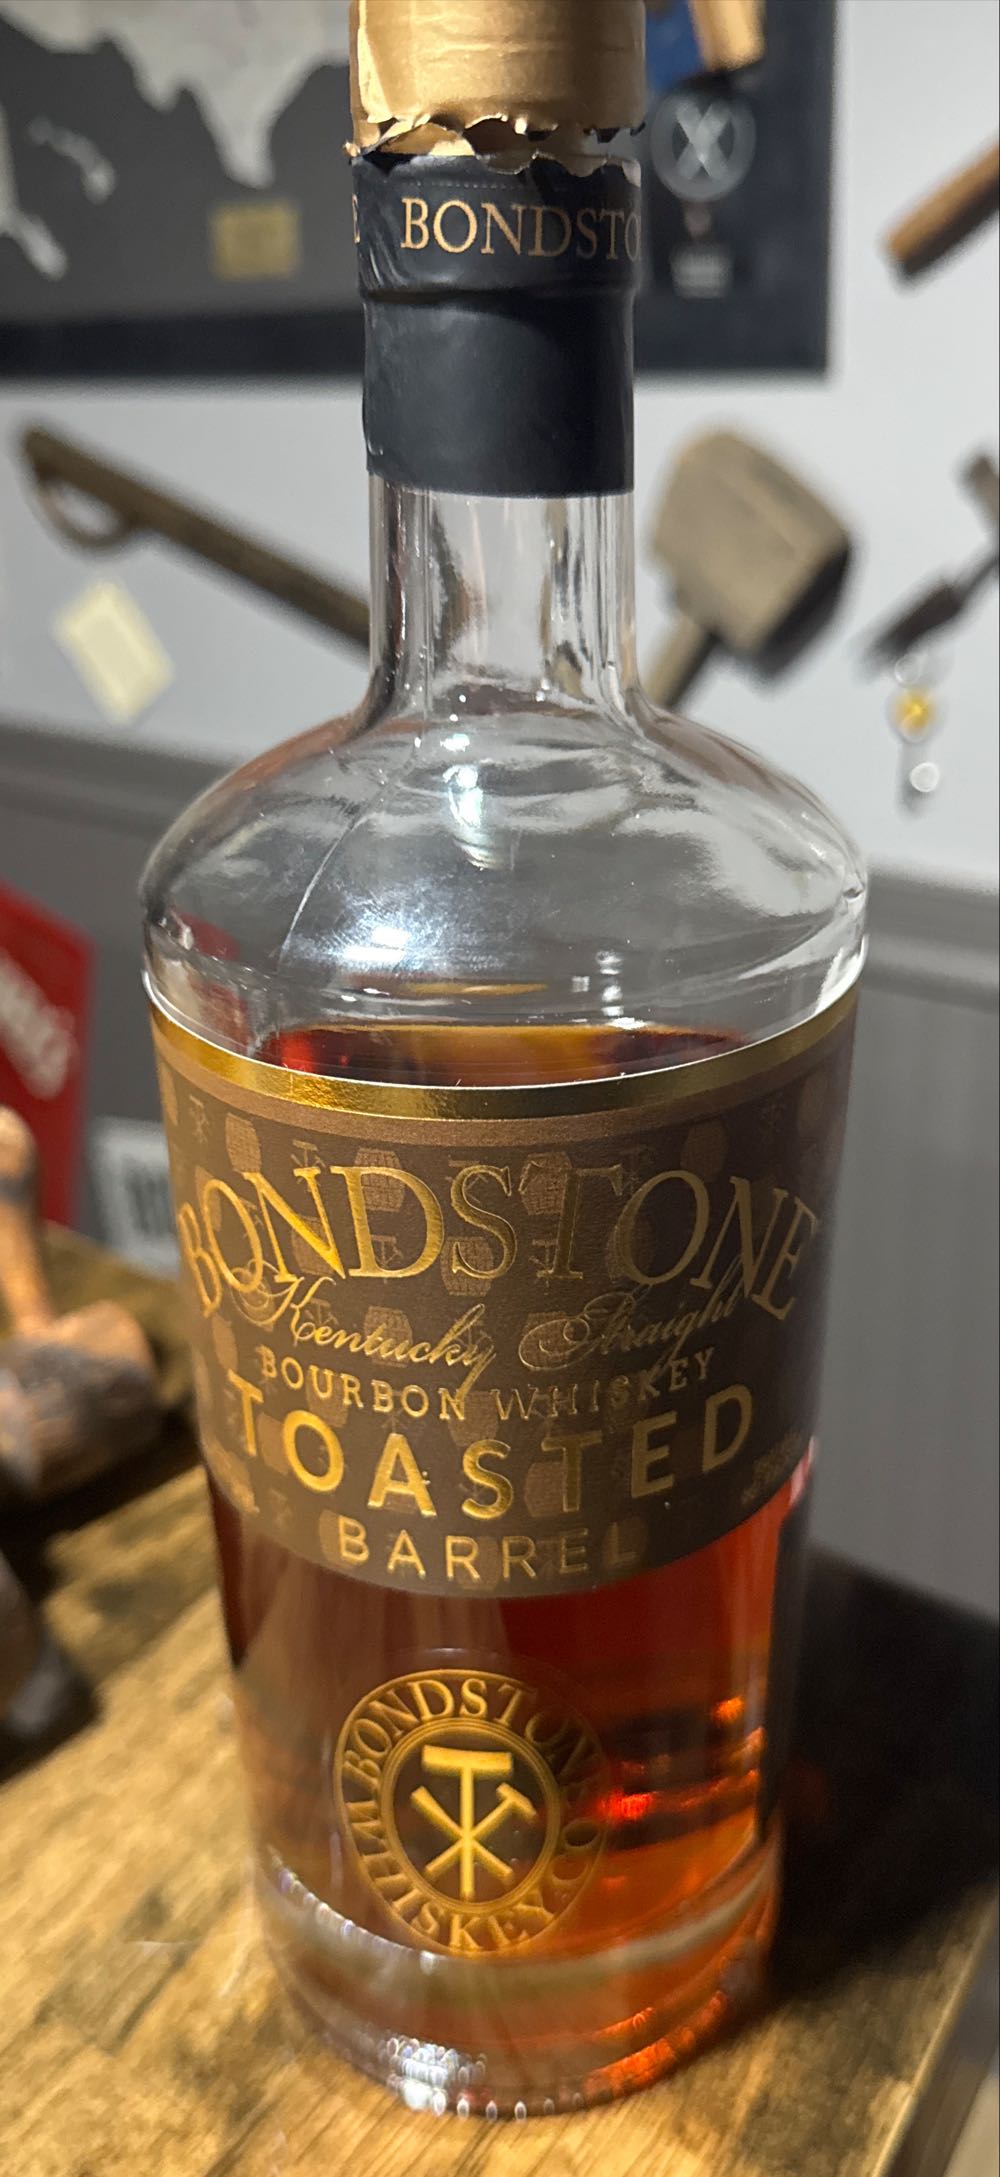 E BONDSTO
BONDSTONE
Kentucky Straight
BOURBON WHISKEY
TOASTED
BARREL
BONDSTONE
WHISKEY CO